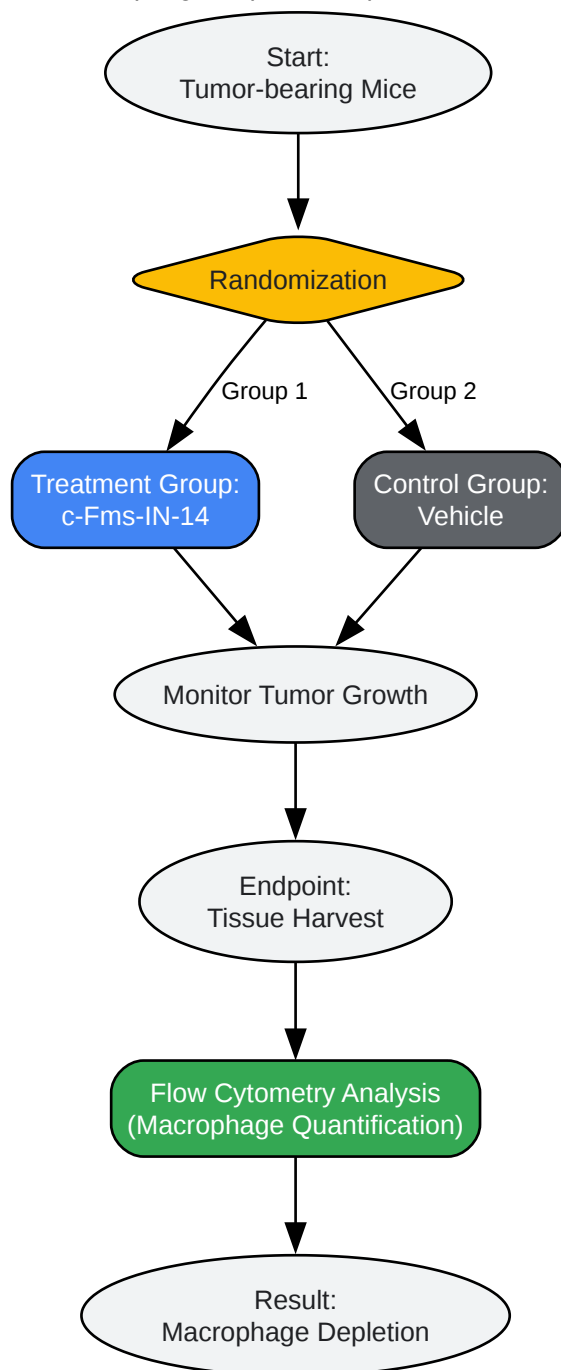 Start:
Tumor-bearing Mice
Randomization
Group 1
Group 2
Treatment Group:
c-Fms-IN-14
Control Group:
Vehicle
Monitor Tumor Growth
Endpoint:
Tissue Harvest
Flow Cytometry Analysis
(Macrophage Quantification)
Result:
Macrophage Depletion